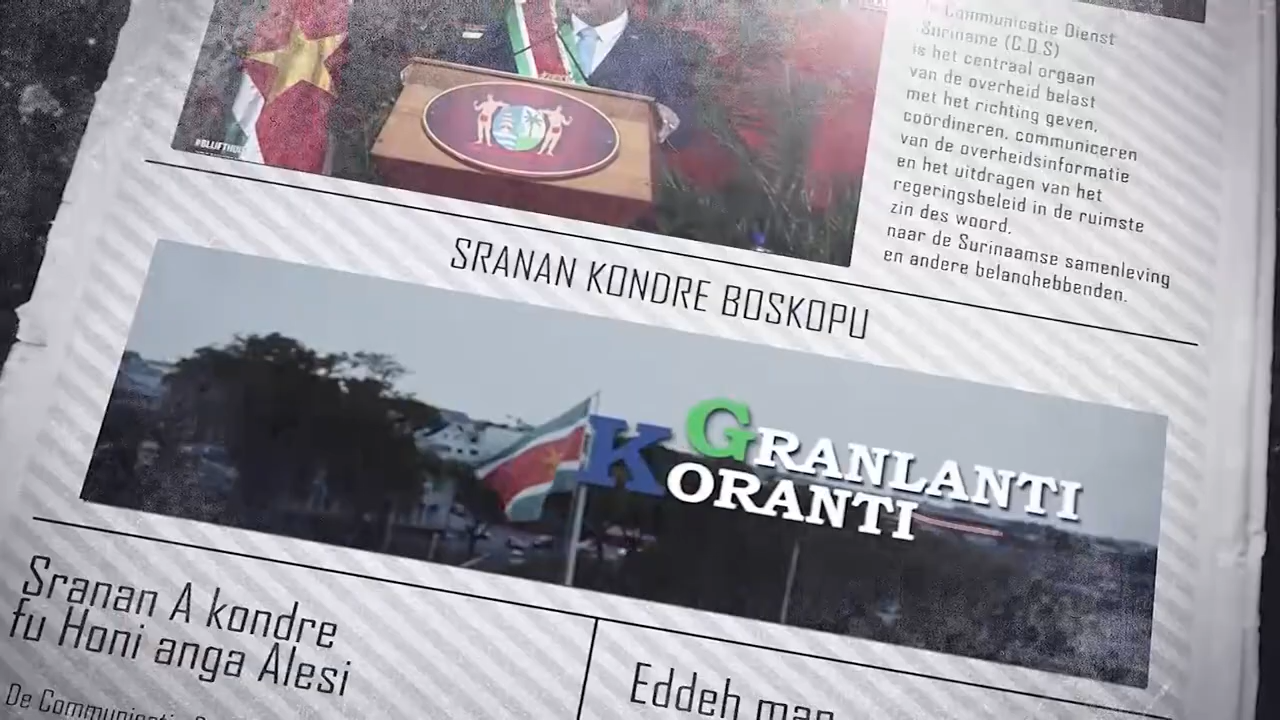 Communicatie Dienst
Suriname (C.D.S)
is het centraal orgaan
van de overheid belast
met het richting geven,
coördineren, communiceren
van de overheidsinformatie
en het uitdragen van het
regeringsbeleid in de ruimste
zin des woord,
naar de Surinaamse samenleving
en andere belanghebbenden.
SRANAN KONDRE BOSKOPU
GRANLANTI
KORANTI
Sranan A kondre
fu Honi anga Alesi
Eddeh man
De